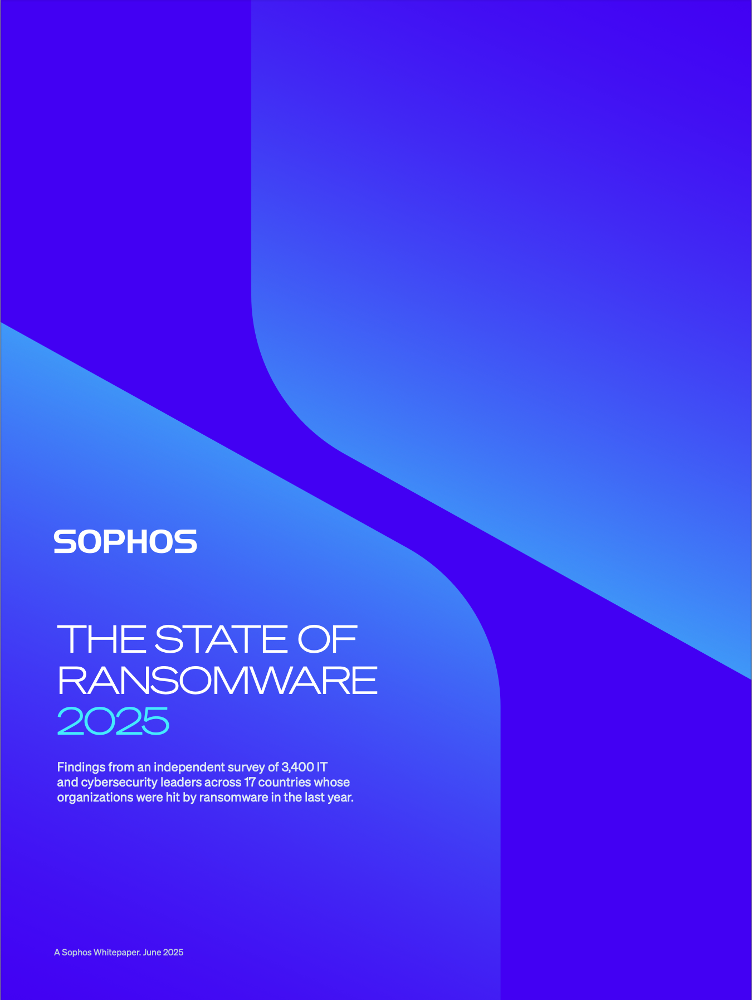 SOPHOS
THE STATE OF
RANSOMWARE
2025
Findings from an independent survey of 3,400 IT
and cybersecurity leaders across 17 countries whose
organizations were hit by ransomware in the last year.
A Sophos Whitepaper. June 2025